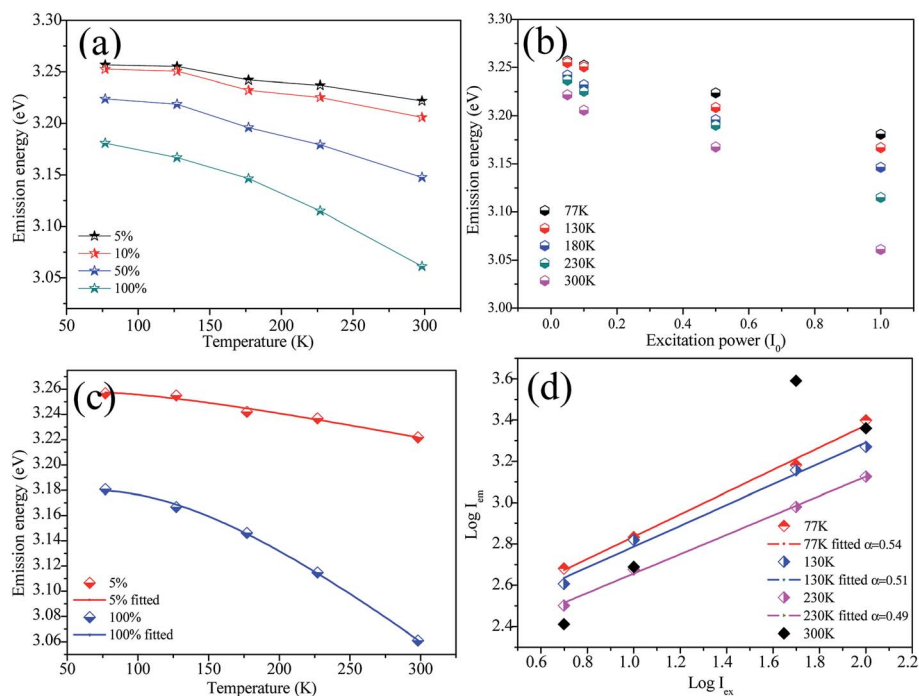 (a)
3.30
3.25
3.20
3.15
3.10
3.05
Emission energy (eV)
5%
10%
50%
100%
50 100 150 200 250 300
Temperature (K)
(b)
3.30
3.25
3.20
3.15
3.10
3.05
3.00
Emission energy (eV)
77K
130K
180K
230K
300K
0.0 0.2 0.4 0.6 0.8 1.0
Excitation power (I0)
(c)
3.26
3.24
3.22
3.20
3.18
3.16
3.14
3.12
3.10
3.08
3.06
Emission energy (eV)
5%
5% fitted
100%
100% fitted
50 100 150 200 250 300
Temperature (K)
(d)
3.6
3.4
3.2
3.0
2.8
2.6
2.4
Log Iem
77K
77K fitted α=0.54
130K
130K fitted α=0.51
230K
230K fitted α=0.49
300K
0.6 0.8 1.0 1.2 1.4 1.6 1.8 2.0 2.2
Log Iex